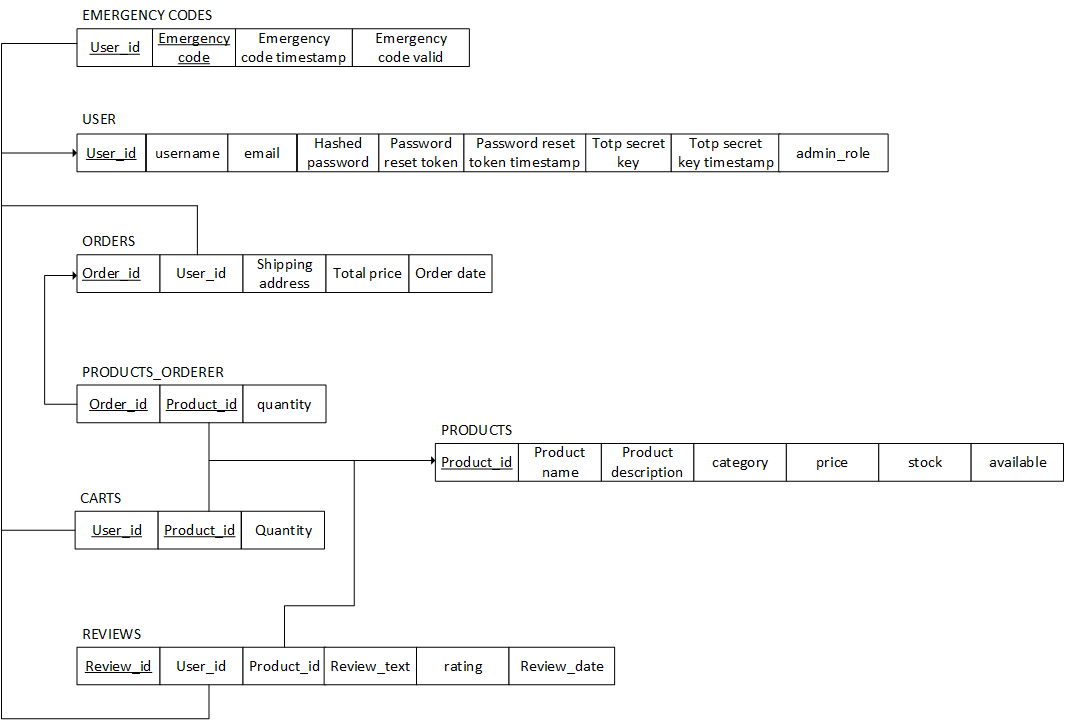 EMERGENCY CODES
User_id
Emergency
code
Emergency
code timestamp
Emergency
code valid
USER
User_id
username
email
Hashed
password
Password
reset token
Password reset
token timestamp
Totp secret
key
Totp secret
key timestamp
admin_role
ORDERS
Order_id
User_id
Shipping
address
Total price
Order date
PRODUCTS_ORDERER
Order_id
Product_id
quantity
PRODUCTS
Product_id
Product
name
Product
description
category
price
stock
available
CARTS
User_id
Product_id
Quantity
REVIEWS
Review_id
User_id
Product_id
Review_text
rating
Review_date